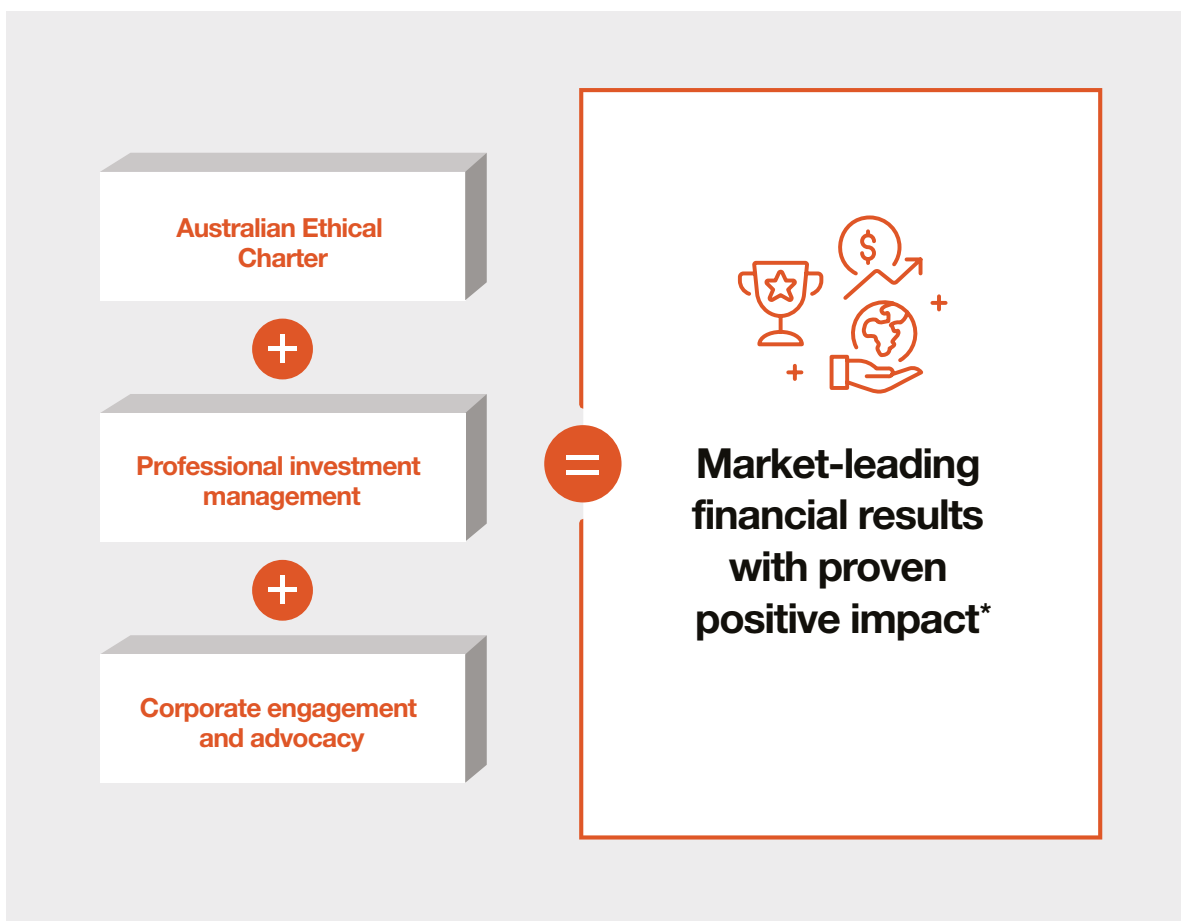 Australian Ethical
Charter
+
Professional investment
management
+
Corporate engagement
and advocacy
=
$
Market-leading
financial results
with proven
positive impact*